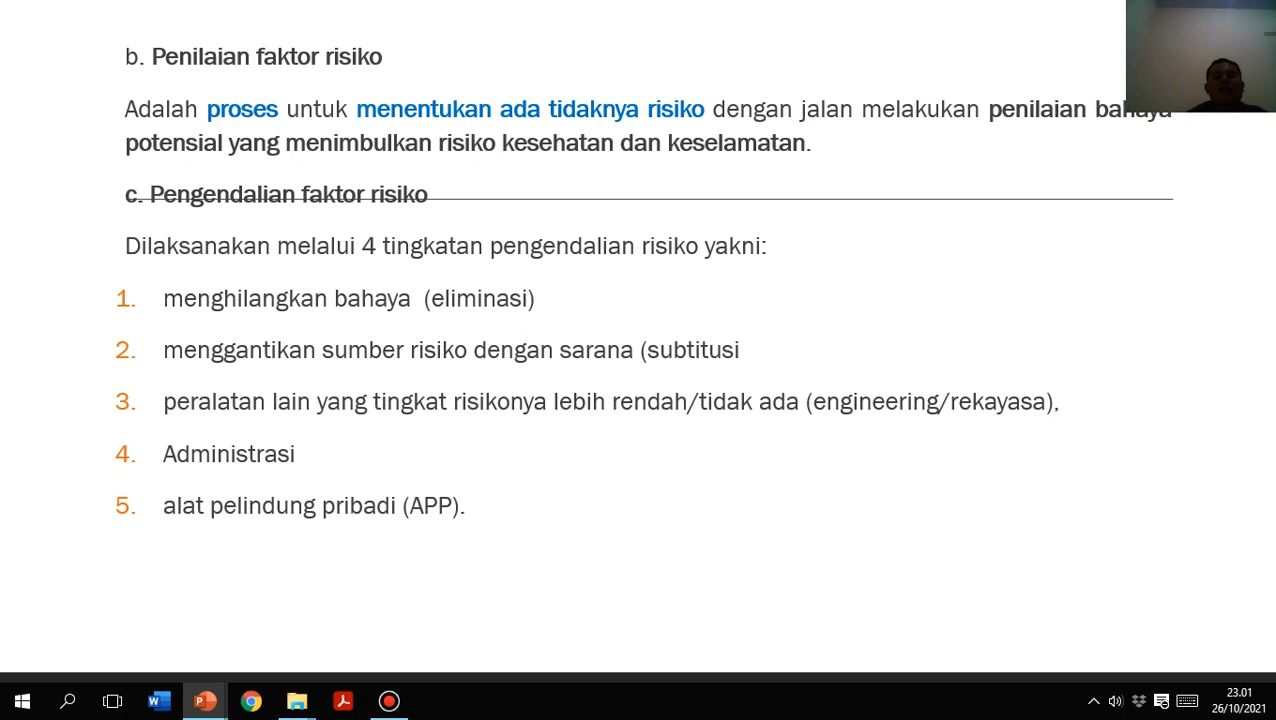 b. Penilaian faktor risiko
Adalah proses untuk menentukan ada tidaknya risiko dengan jalan melakukan penilaian bahaya
potensial yang menimbulkan risiko kesehatan dan keselamatan.
c. Pengendalian faktor risiko
Dilaksanakan melalui 4 tingkatan pengendalian risiko yakni:
1. menghilangkan bahaya (eliminasi)
2. menggantikan sumber risiko dengan sarana (subtitusi
3. peralatan lain yang tingkat risikonya lebih rendah/tidak ada (engineering/rekayasa),
4. Administrasi
5. alat pelindung pribadi (APP).
23.01
26/10/2021